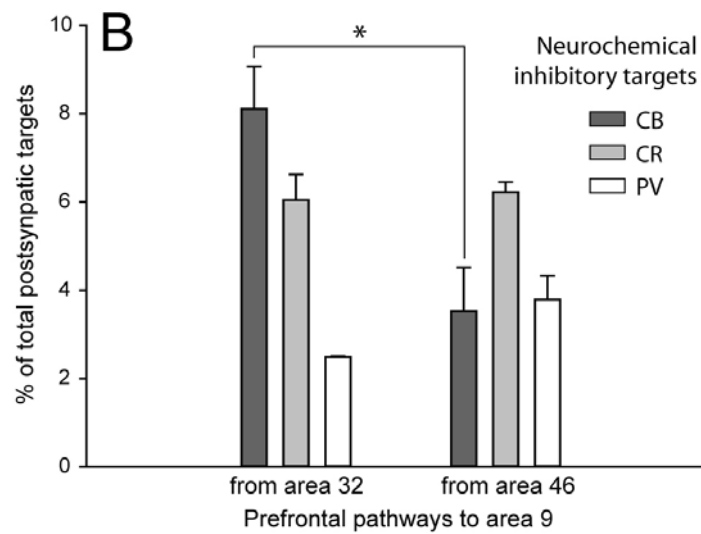 B
*
Neurochemical
inhibitory targets
CB
CR
PV
% of total postsynpatic targets
10
8
6
4
2
0
from area 32
from area 46
Prefrontal pathways to area 9